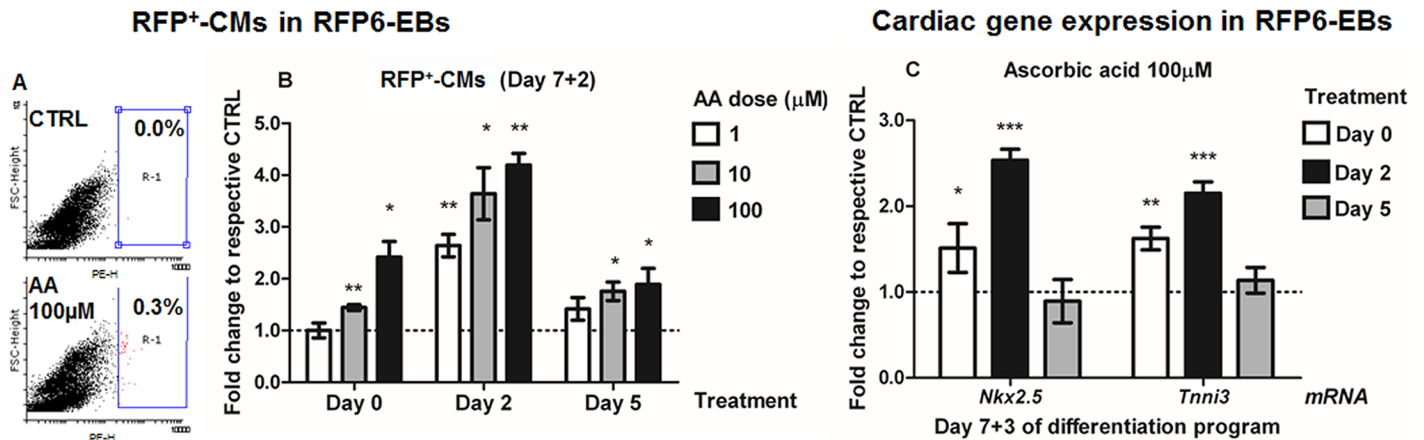 RFP⁺-CMs in RFP6-EBs
Cardiac gene expression in RFP6-EBs
A
CTRL
0.0%
R-1
FSC-Height
PE-H
10000
AA
100µM
0.3%
R-1
FSC-Height
PE-H
10000
B
RFP⁺-CMs (Day 7+2)
Fold change to respective CTRL
5.0
4.0
3.0
2.0
1.0
0.0
** *
** * **
* *
Day 0 Day 2 Day 5 Treatment
AA dose (µM)
1
10
100
C
Ascorbic acid 100µM
Fold change to respective CTRL
3.0
2.0
1.0
0.0
* ***
** ***
Nkx2.5 Tnni3 mRNA
Day 7+3 of differentiation program
Treatment
Day 0
Day 2
Day 5